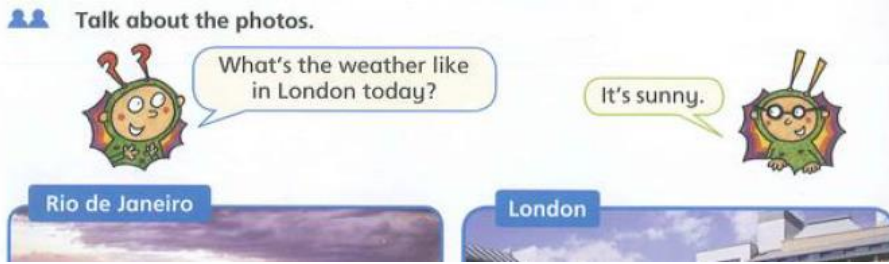 Talk about the photos.
What's the weather like
in London today?
It's sunny.
Rio de Janeiro
London